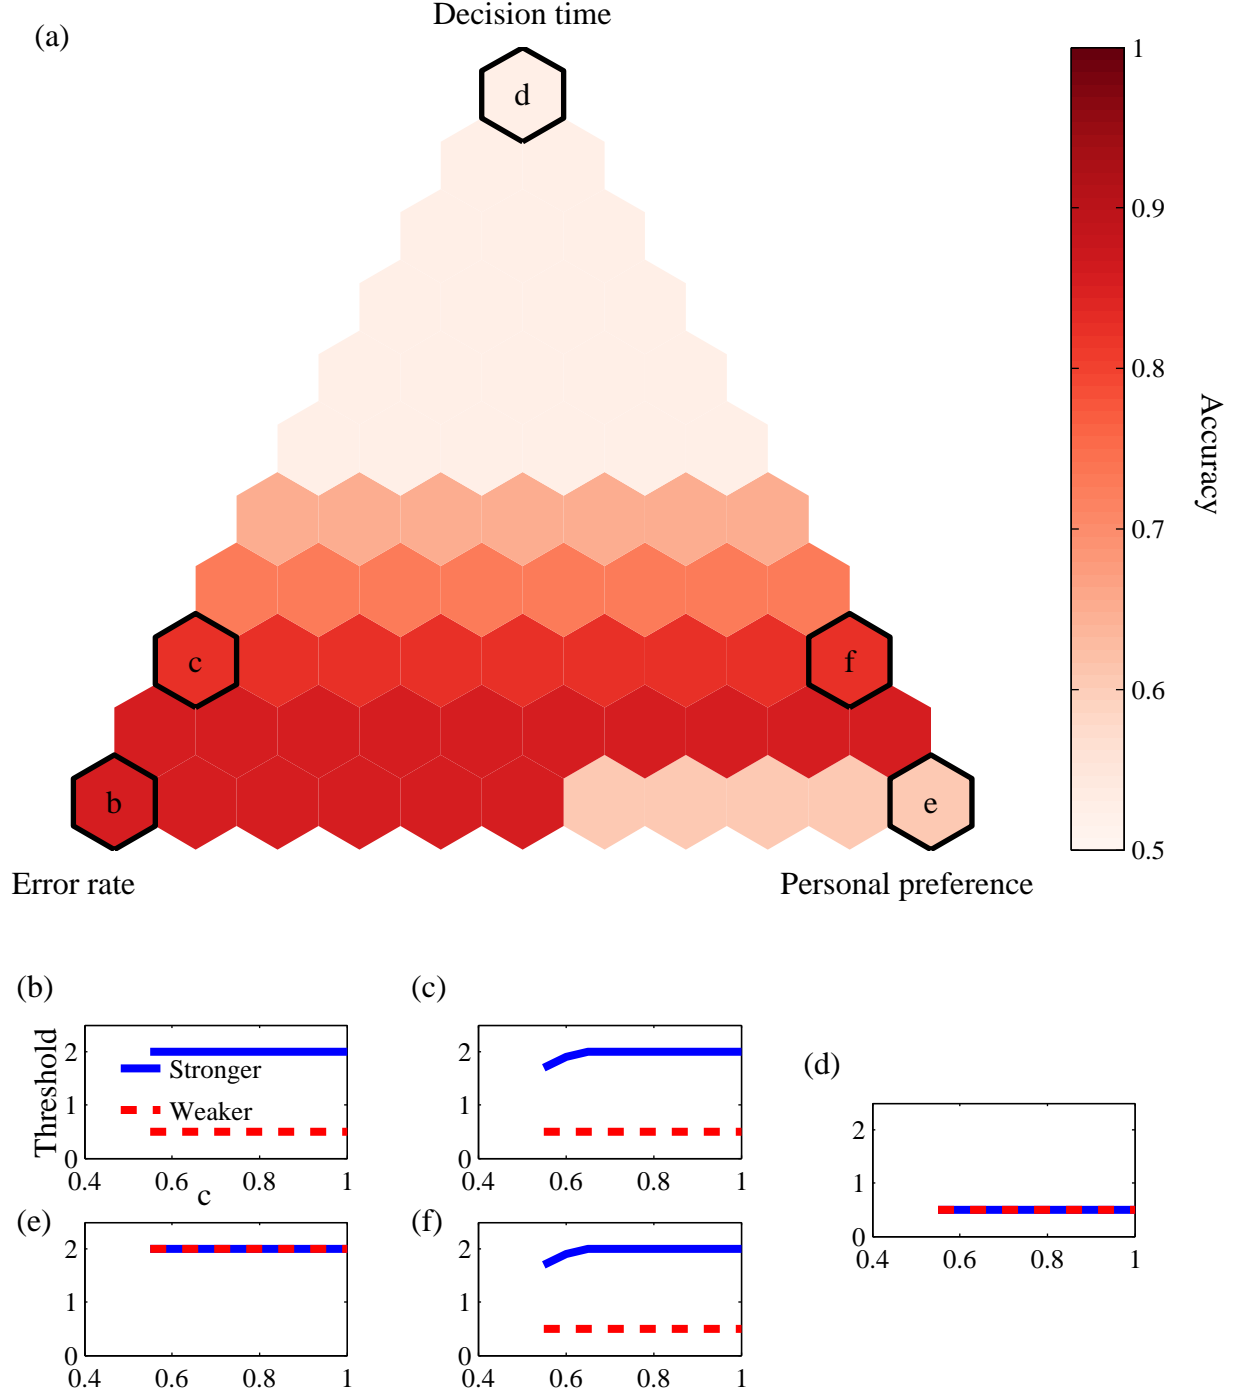 Decision time
(a)
d
1
0.9
0.8
0.7
0.6
0.5
Accuracy
c
f
b
e
Error rate
Personal preference
(b)
Threshold
2
1
0
Stronger
Weaker
0.4 0.6 0.8 1
c
(c)
2
1
0
0.4 0.6 0.8 1
(d)
2
1
0
0.4 0.6 0.8 1
(e)
2
1
0
0.4 0.6 0.8 1
(f)
2
1
0
0.4 0.6 0.8 1